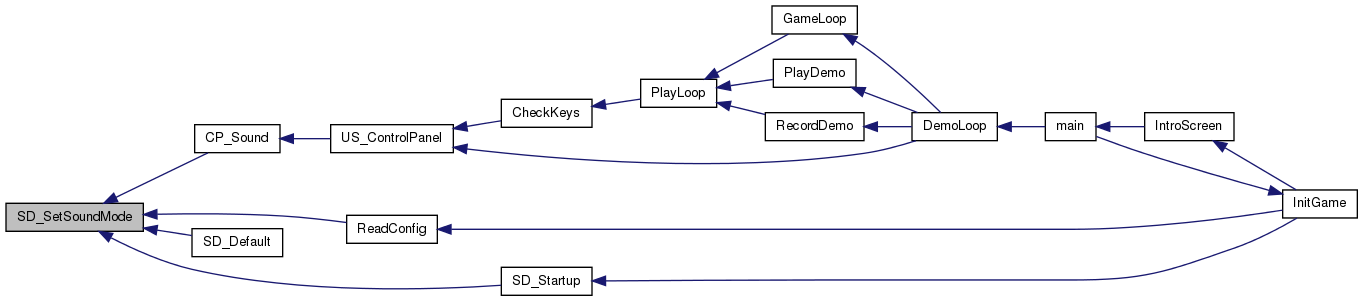 GameLoop
PlayDemo
PlayLoop
CheckKeys
RecordDemo
DemoLoop
main
IntroScreen
CP_Sound
US_ControlPanel
InitGame
SD_SetSoundMode
ReadConfig
SD_Default
SD_Startup